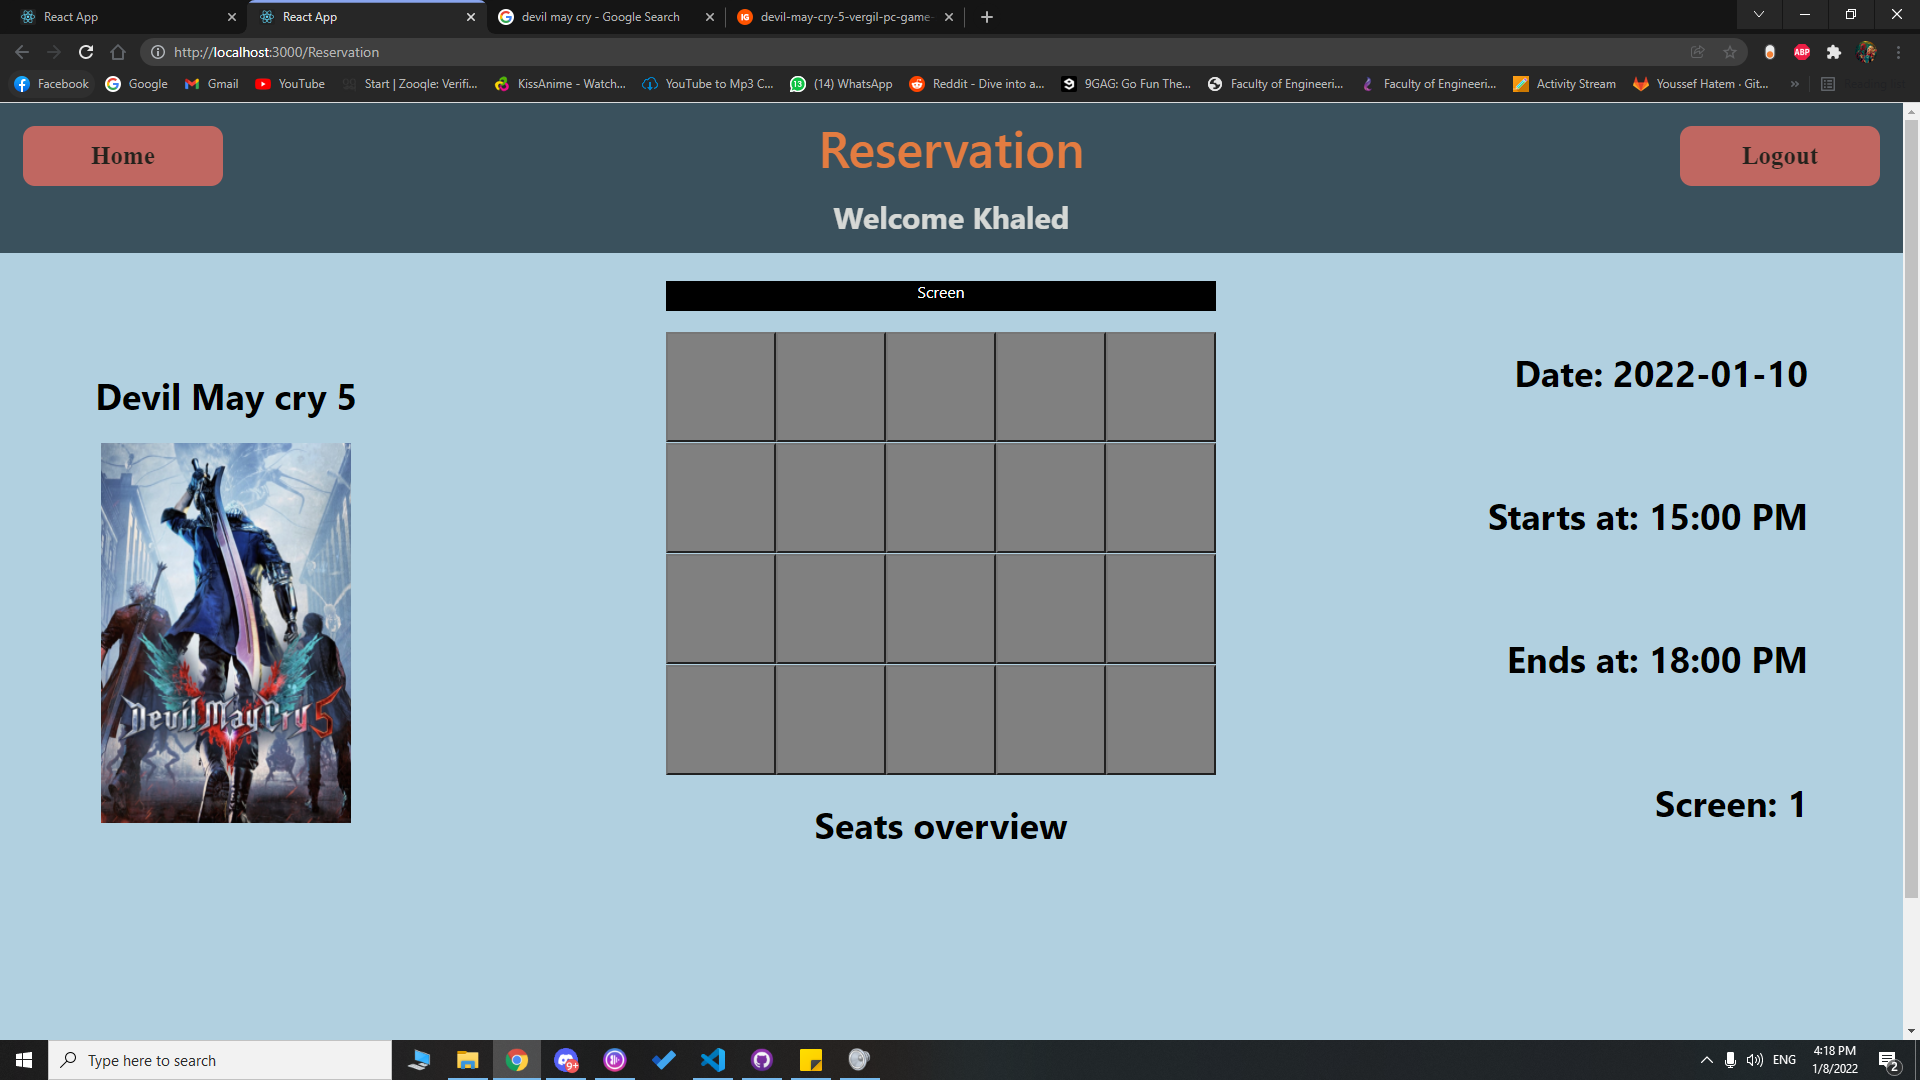 React App
React App
devil may cry - Google Search
devil-may-cry-5-vergil-pc-game-
http://localhost:3000/Reservation
ABP
Facebook
Google
Gmail
YouTube
Start | Zooqle: Verifi...
KissAnime - Watch...
YouTube to Mp3 C...
(14) WhatsApp
Reddit - Dive into a...
9GAG: Go Fun The...
Faculty of Engineeri...
Faculty of Engineeri...
Activity Stream
Youssef Hatem · Git...
Home
Reservation
Logout
Welcome Khaled
Screen
Devil May cry 5
Devil May Cry 5
Seats overview
Date: 2022-01-10
Starts at: 15:00 PM
Ends at: 18:00 PM
Screen: 1
Type here to search
9+
ENG
4:18 PM
1/8/2022
2